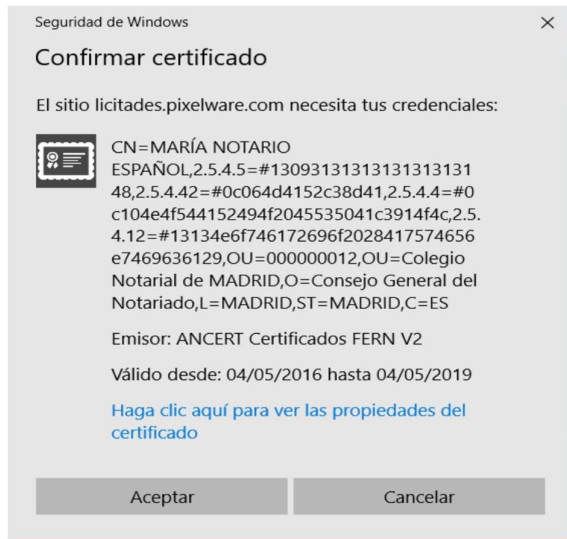 Seguridad de Windows
Confirmar certificado
El sitio licitades.pixelware.com necesita tus credenciales:
CN=MARÍA NOTARIO
ESPAÑOL,2.5.4.5=#13093131313131313131
48,2.5.4.42=#0c064d4152c38d41,2.5.4.4=#0
c104e4f544152494f2045535041c3914f4c,2.5.
4.12=#13134e6f746172696f2028417574656
e7469636129,OU=000000012,OU=Colegio
Notarial de MADRID,O=Consejo General del
Notariado,L=MADRID,ST=MADRID,C=ES
Emisor: ANCERT Certificados FERN V2
Válido desde: 04/05/2016 hasta 04/05/2019
Haga clic aquí para ver las propiedades del
certificado
Aceptar
Cancelar